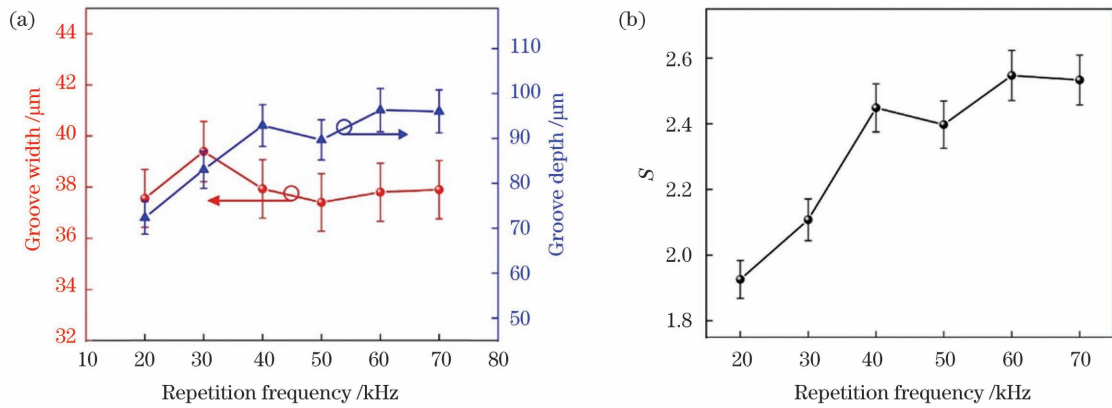 (a)
44
42
40
38
36
34
32
Groove width /μm
110
100
90
80
70
60
50
Groove depth /μm
10 20 30 40 50 60 70 80
Repetition frequency /kHz
(b)
2.6
2.4
2.2
2.0
1.8
S
20 30 40 50 60 70
Repetition frequency /kHz